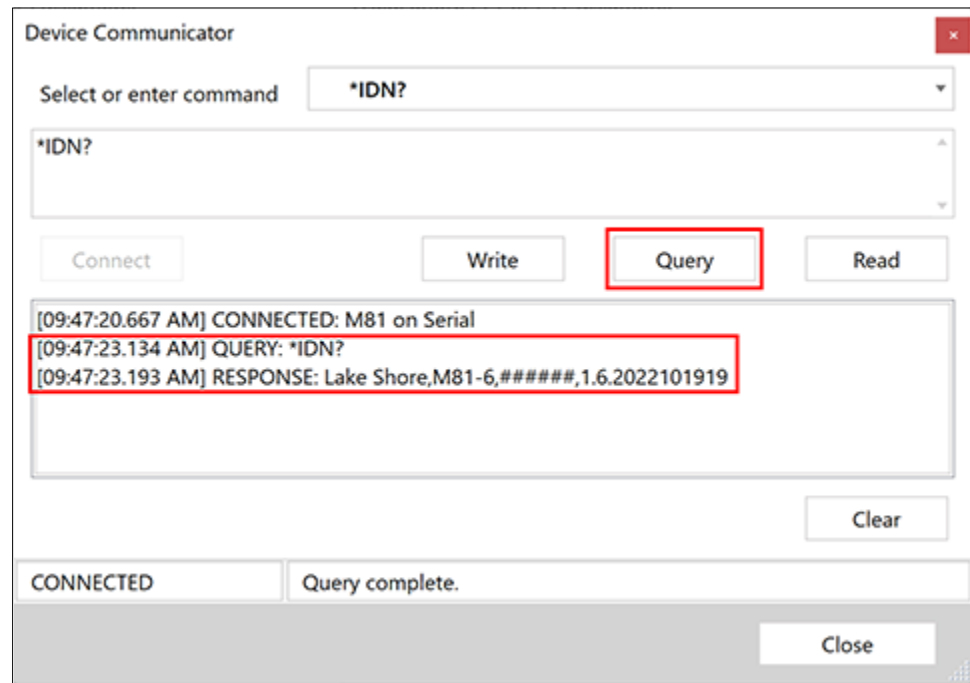 Device Communicator
×
Select or enter command
*IDN?
*IDN?
Connect
Write
Query
Read
[09:47:20.667 AM] CONNECTED: M81 on Serial
[09:47:23.134 AM] QUERY: *IDN?
[09:47:23.193 AM] RESPONSE: Lake Shore,M81-6,######,1.6.2022101919
Clear
CONNECTED
Query complete.
Close